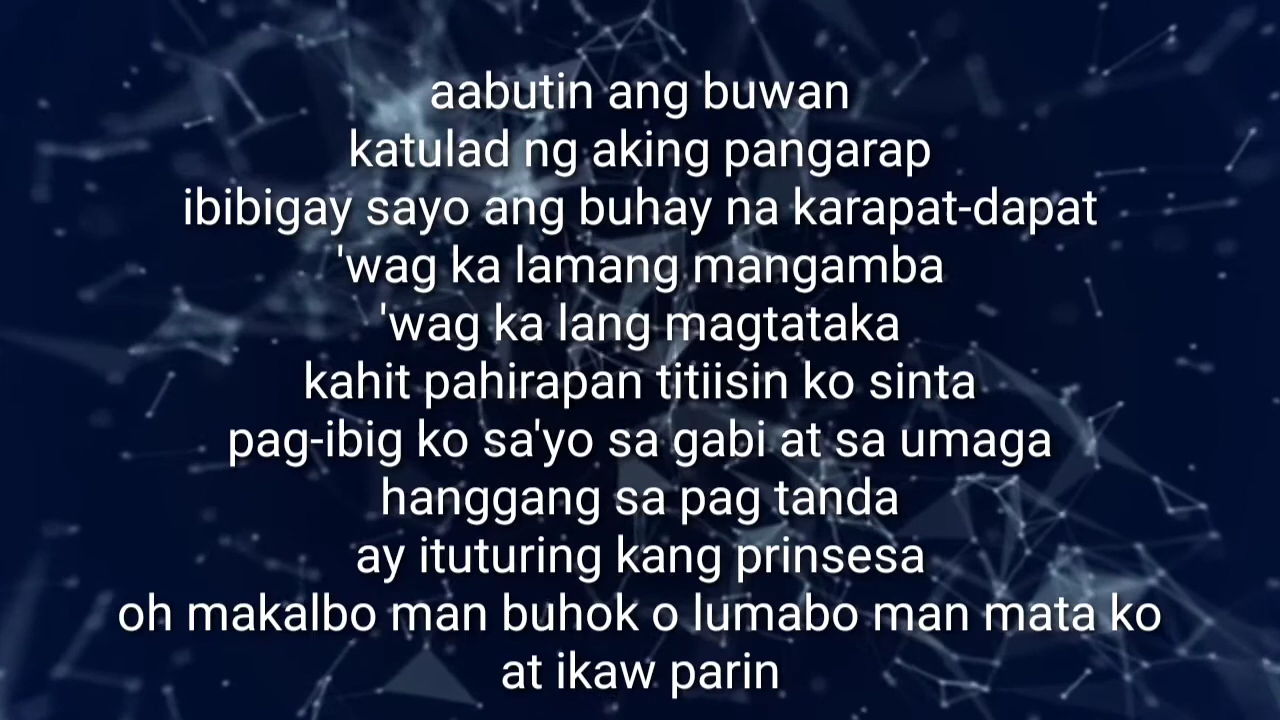 aabutin ang buwan
katulad ng aking pangarap
ibibigay sayo ang buhay na karapat-dapat
'wag ka lamang mangamba
'wag ka lang magtataka
kahit pahirapan titiisin ko sinta
pag-ibig ko sa'yo sa gabi at sa umaga
hanggang sa pag tanda
ay ituturing kang prinsesa
oh makalbo man buhok o lumabo man mata ko
at ikaw parin